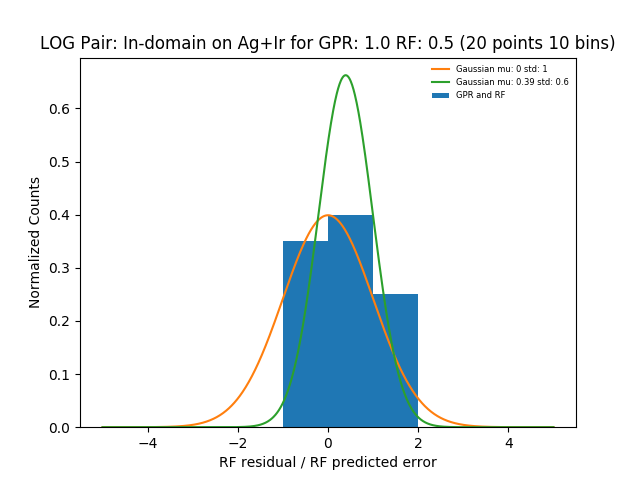 LOG Pair: In-domain on Ag+Ir for GPR: 1.0 RF: 0.5 (20 points 10 bins)
Gaussian mu: 0 std: 1
Gaussian mu: 0.39 std: 0.6
GPR and RF
Normalized Counts
0.6
0.5
0.4
0.3
0.2
0.1
0.0
−4
−2
0
2
4
RF residual / RF predicted error